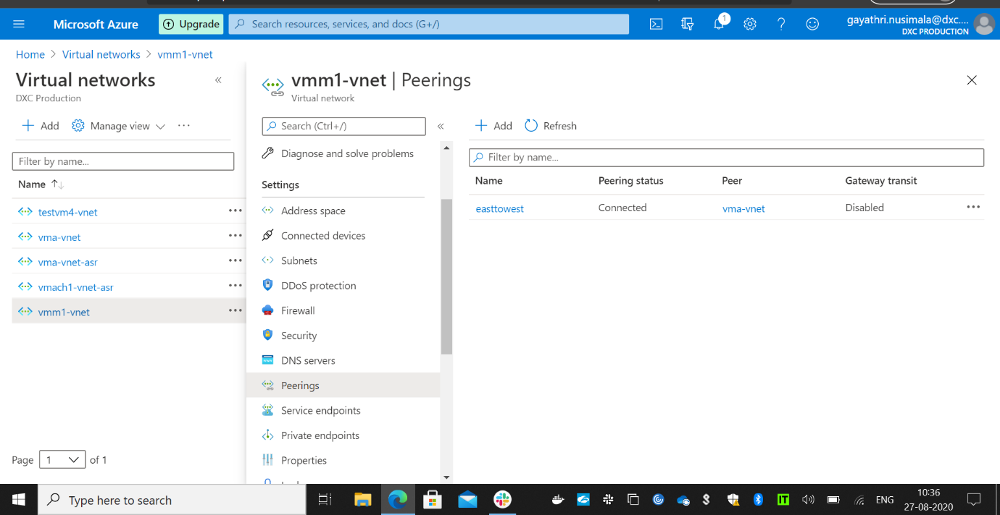 Microsoft Azure
Upgrade
Search resources, services, and docs (G+/)
1
gayathri.nusimala@dxc....
DXC PRODUCTION
Home > Virtual networks > vmm1-vnet
Virtual networks
DXC Production
Add
Manage view
Filter by name...
Name
testvm4-vnet
vma-vnet
vma-vnet-asr
vmach1-vnet-asr
vmm1-vnet
Page 1 of 1
vmm1-vnet | Peerings
Virtual network
Search (Ctrl+/)
Diagnose and solve problems
Settings
Address space
Connected devices
Subnets
DDoS protection
Firewall
Security
DNS servers
Peerings
Service endpoints
Private endpoints
Properties
Add
Refresh
Filter by name...
Name Peering status Peer Gateway transit
easttowest Connected vma-vnet Disabled
Type here to search
ENG
10:36
27-08-2020